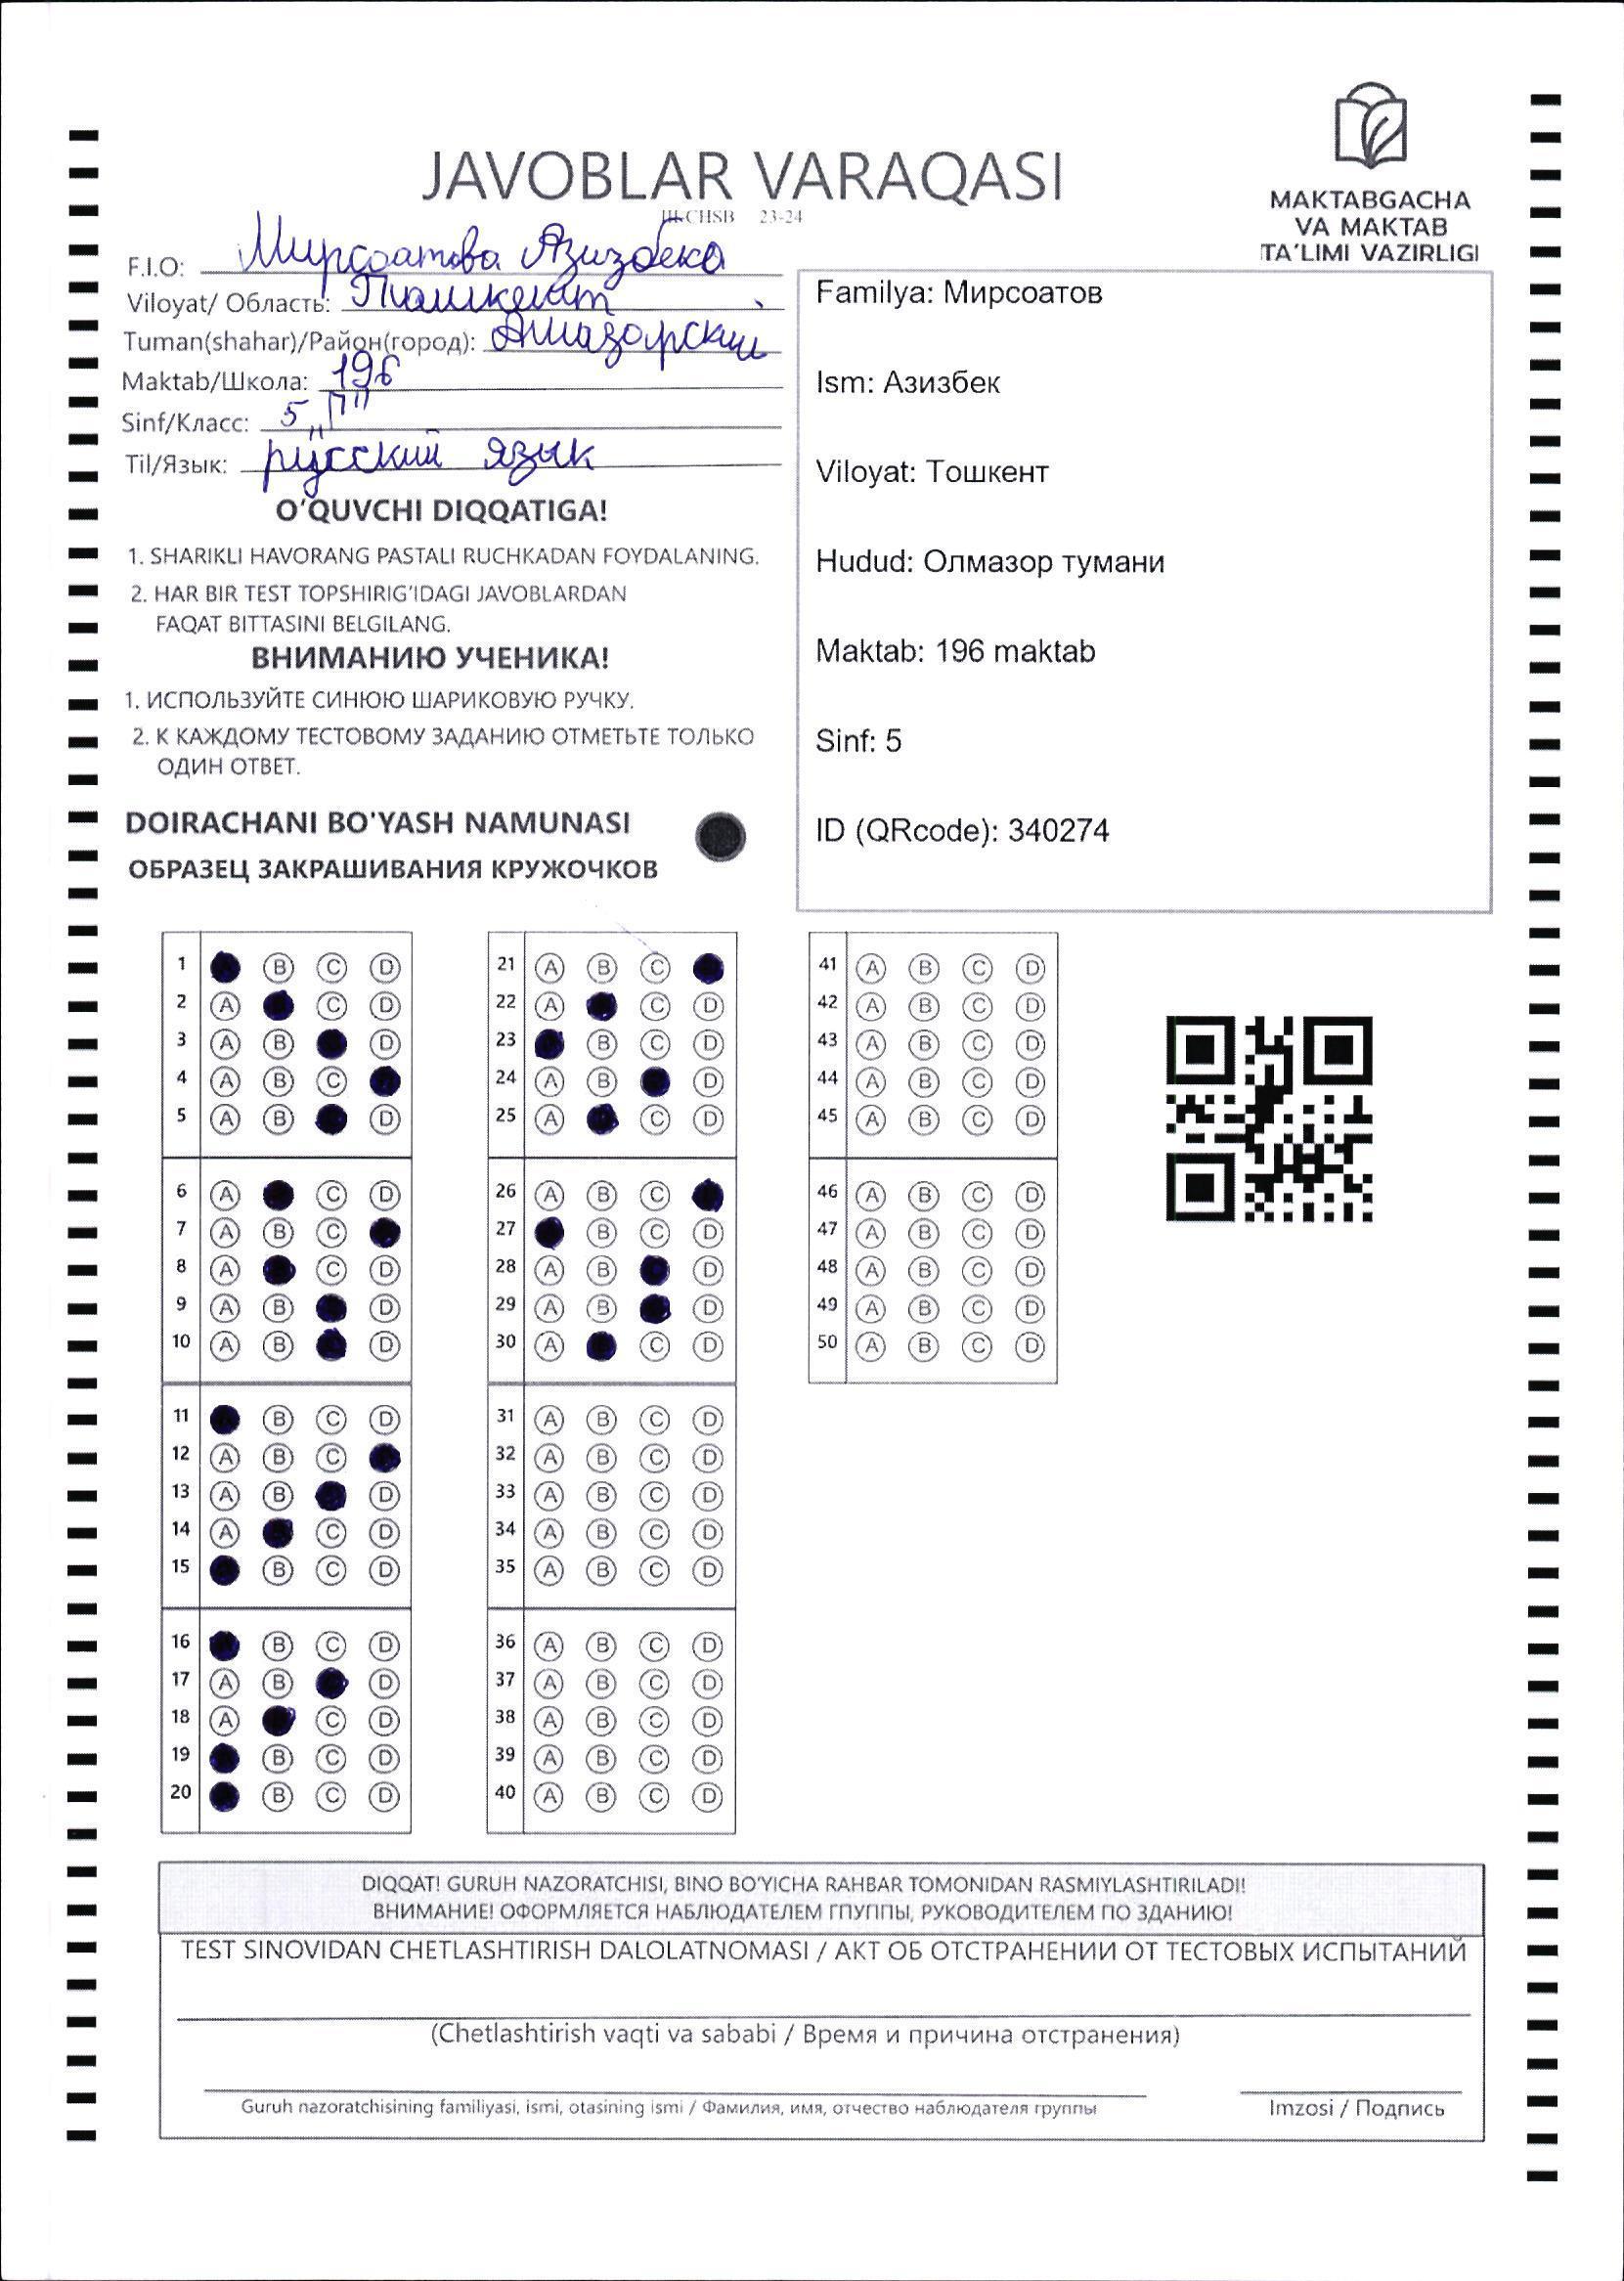 JAVOBLAR VARAQASI
CHSB 23-24
MAKTABGACHA
VA MAKTAB
TA'LIMI VAZIRLIGI
F.I.O: Мирсоатова Азизбека
Viloyat/ Область: Ташкент
Tuman(shahar)/Район(город): Алмазарский
Maktab/Школа: 196
Sinf/Класс: 5 „П"
Til/Язык: русский язык
O'QUVCHI DIQQATIGA!
1. SHARIKLI HAVORANG PASTALI RUCHKADAN FOYDALANING.
2. HAR BIR TEST TOPSHIRIG'IDAGI JAVOBLARDAN
FAQAT BITTASINI BELGILANG.
ВНИМАНИЮ УЧЕНИКА!
1. ИСПОЛЬЗУЙТЕ СИНЮЮ ШАРИКОВУЮ РУЧКУ.
2. К КАЖДОМУ ТЕСТОВОМУ ЗАДАНИЮ ОТМЕТЬТЕ ТОЛЬКО
ОДИН ОТВЕТ.
DOIRACHANI BO'YASH NAMUNASI
ОБРАЗЕЦ ЗАКРАШИВАНИЯ КРУЖОЧКОВ
Familya: Мирсоатов
Ism: Азизбек
Viloyat: Тошкент
Hudud: Олмазор тумани
Maktab: 196 maktab
Sinf: 5
ID (QRcode): 340274
1 B C D
2 A C D
3 A B D
4 A B C
5 A B D
6 A C D
7 A B C
8 A C D
9 A B D
10 A B D
11 B C D
12 A B C
13 A B D
14 A C D
15 B C D
16 B C D
17 A B D
18 A C D
19 B C D
20 B C D
21 A B C
22 A C D
23 B C D
24 A B D
25 A C D
26 A B C
27 B C D
28 A B D
29 A B D
30 A C D
31 A B C D
32 A B C D
33 A B C D
34 A B C D
35 A B C D
36 A B C D
37 A B C D
38 A B C D
39 A B C D
40 A B C D
41 A B C D
42 A B C D
43 A B C D
44 A B C D
45 A B C D
46 A B C D
47 A B C D
48 A B C D
49 A B C D
50 A B C D
DIQQAT! GURUH NAZORATCHISI, BINO BO'YICHA RAHBAR TOMONIDAN RASMIYLASHTIRILADI!
ВНИМАНИЕ! ОФОРМЛЯЕТСЯ НАБЛЮДАТЕЛЕМ ГПУППЫ, РУКОВОДИТЕЛЕМ ПО ЗДАНИЮ!
TEST SINOVIDAN CHETLASHTIRISH DALOLATNOMASI / АКТ ОБ ОТСТРАНЕНИИ ОТ ТЕСТОВЫХ ИСПЫТАНИЙ
(Chetlashtirish vaqti va sababi / Время и причина отстранения)
Guruh nazoratchisining familiyasi, ismi, otasining ismi / Фамилия, имя, отчество наблюдателя группы
Imzosi / Подпись